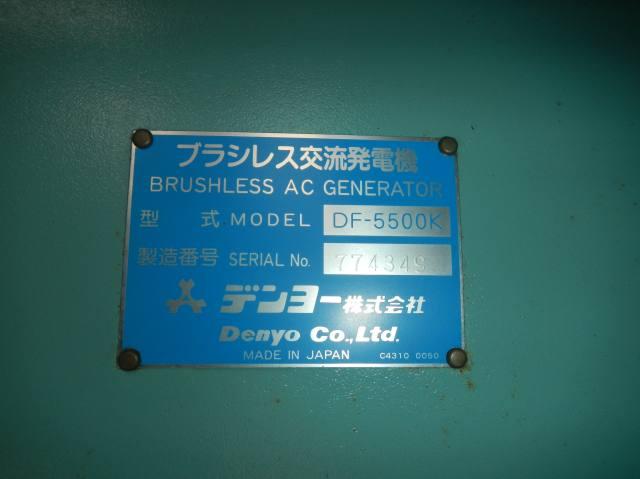 ブラシレス交流発電機
BRUSHLESS AC GENERATOR
型 式 MODEL DF-5500K
製造番号 SERIAL No. 774349
デンヨー株式会社
Denyo Co.,Ltd.
MADE IN JAPAN C4310 0050